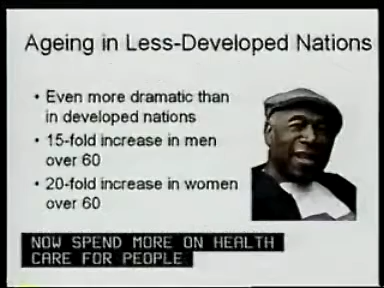 Ageing in Less-Developed Nations
• Even more dramatic than
in developed nations
• 15-fold increase in men
over 60
• 20-fold increase in women
over 60
NOW SPEND MORE ON HEALTH
CARE FOR PEOPLE